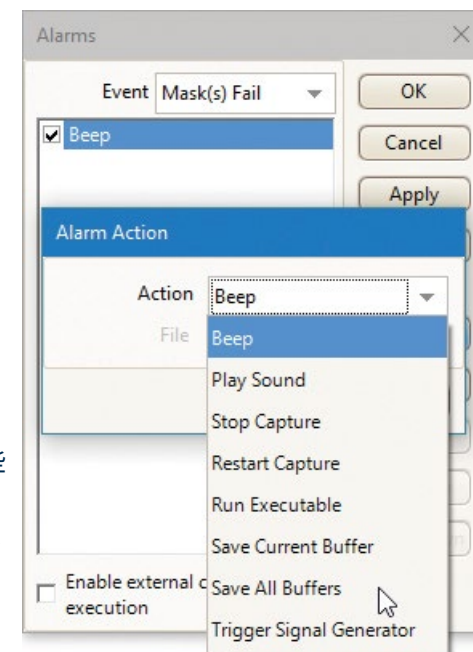 Alarms
Event Mask(s) Fail
OK
Beep
Cancel
Apply
Alarm Action
Action Beep
File
Beep
Play Sound
Stop Capture
Restart Capture
Run Executable
Save Current Buffer
Save All Buffers
Trigger Signal Generator
Enable external
execution